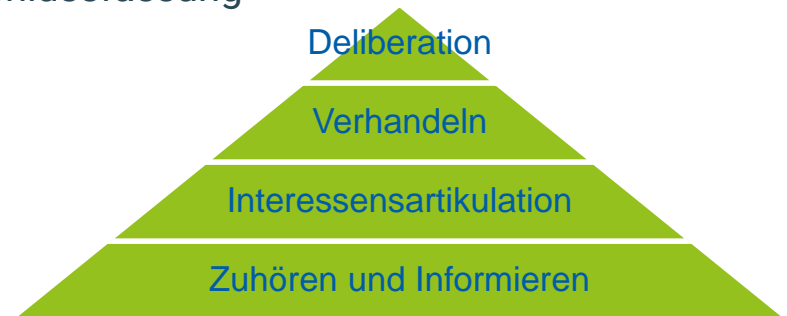 Deliberation
Verhandeln
Interessensartikulation
Zuhören und Informieren